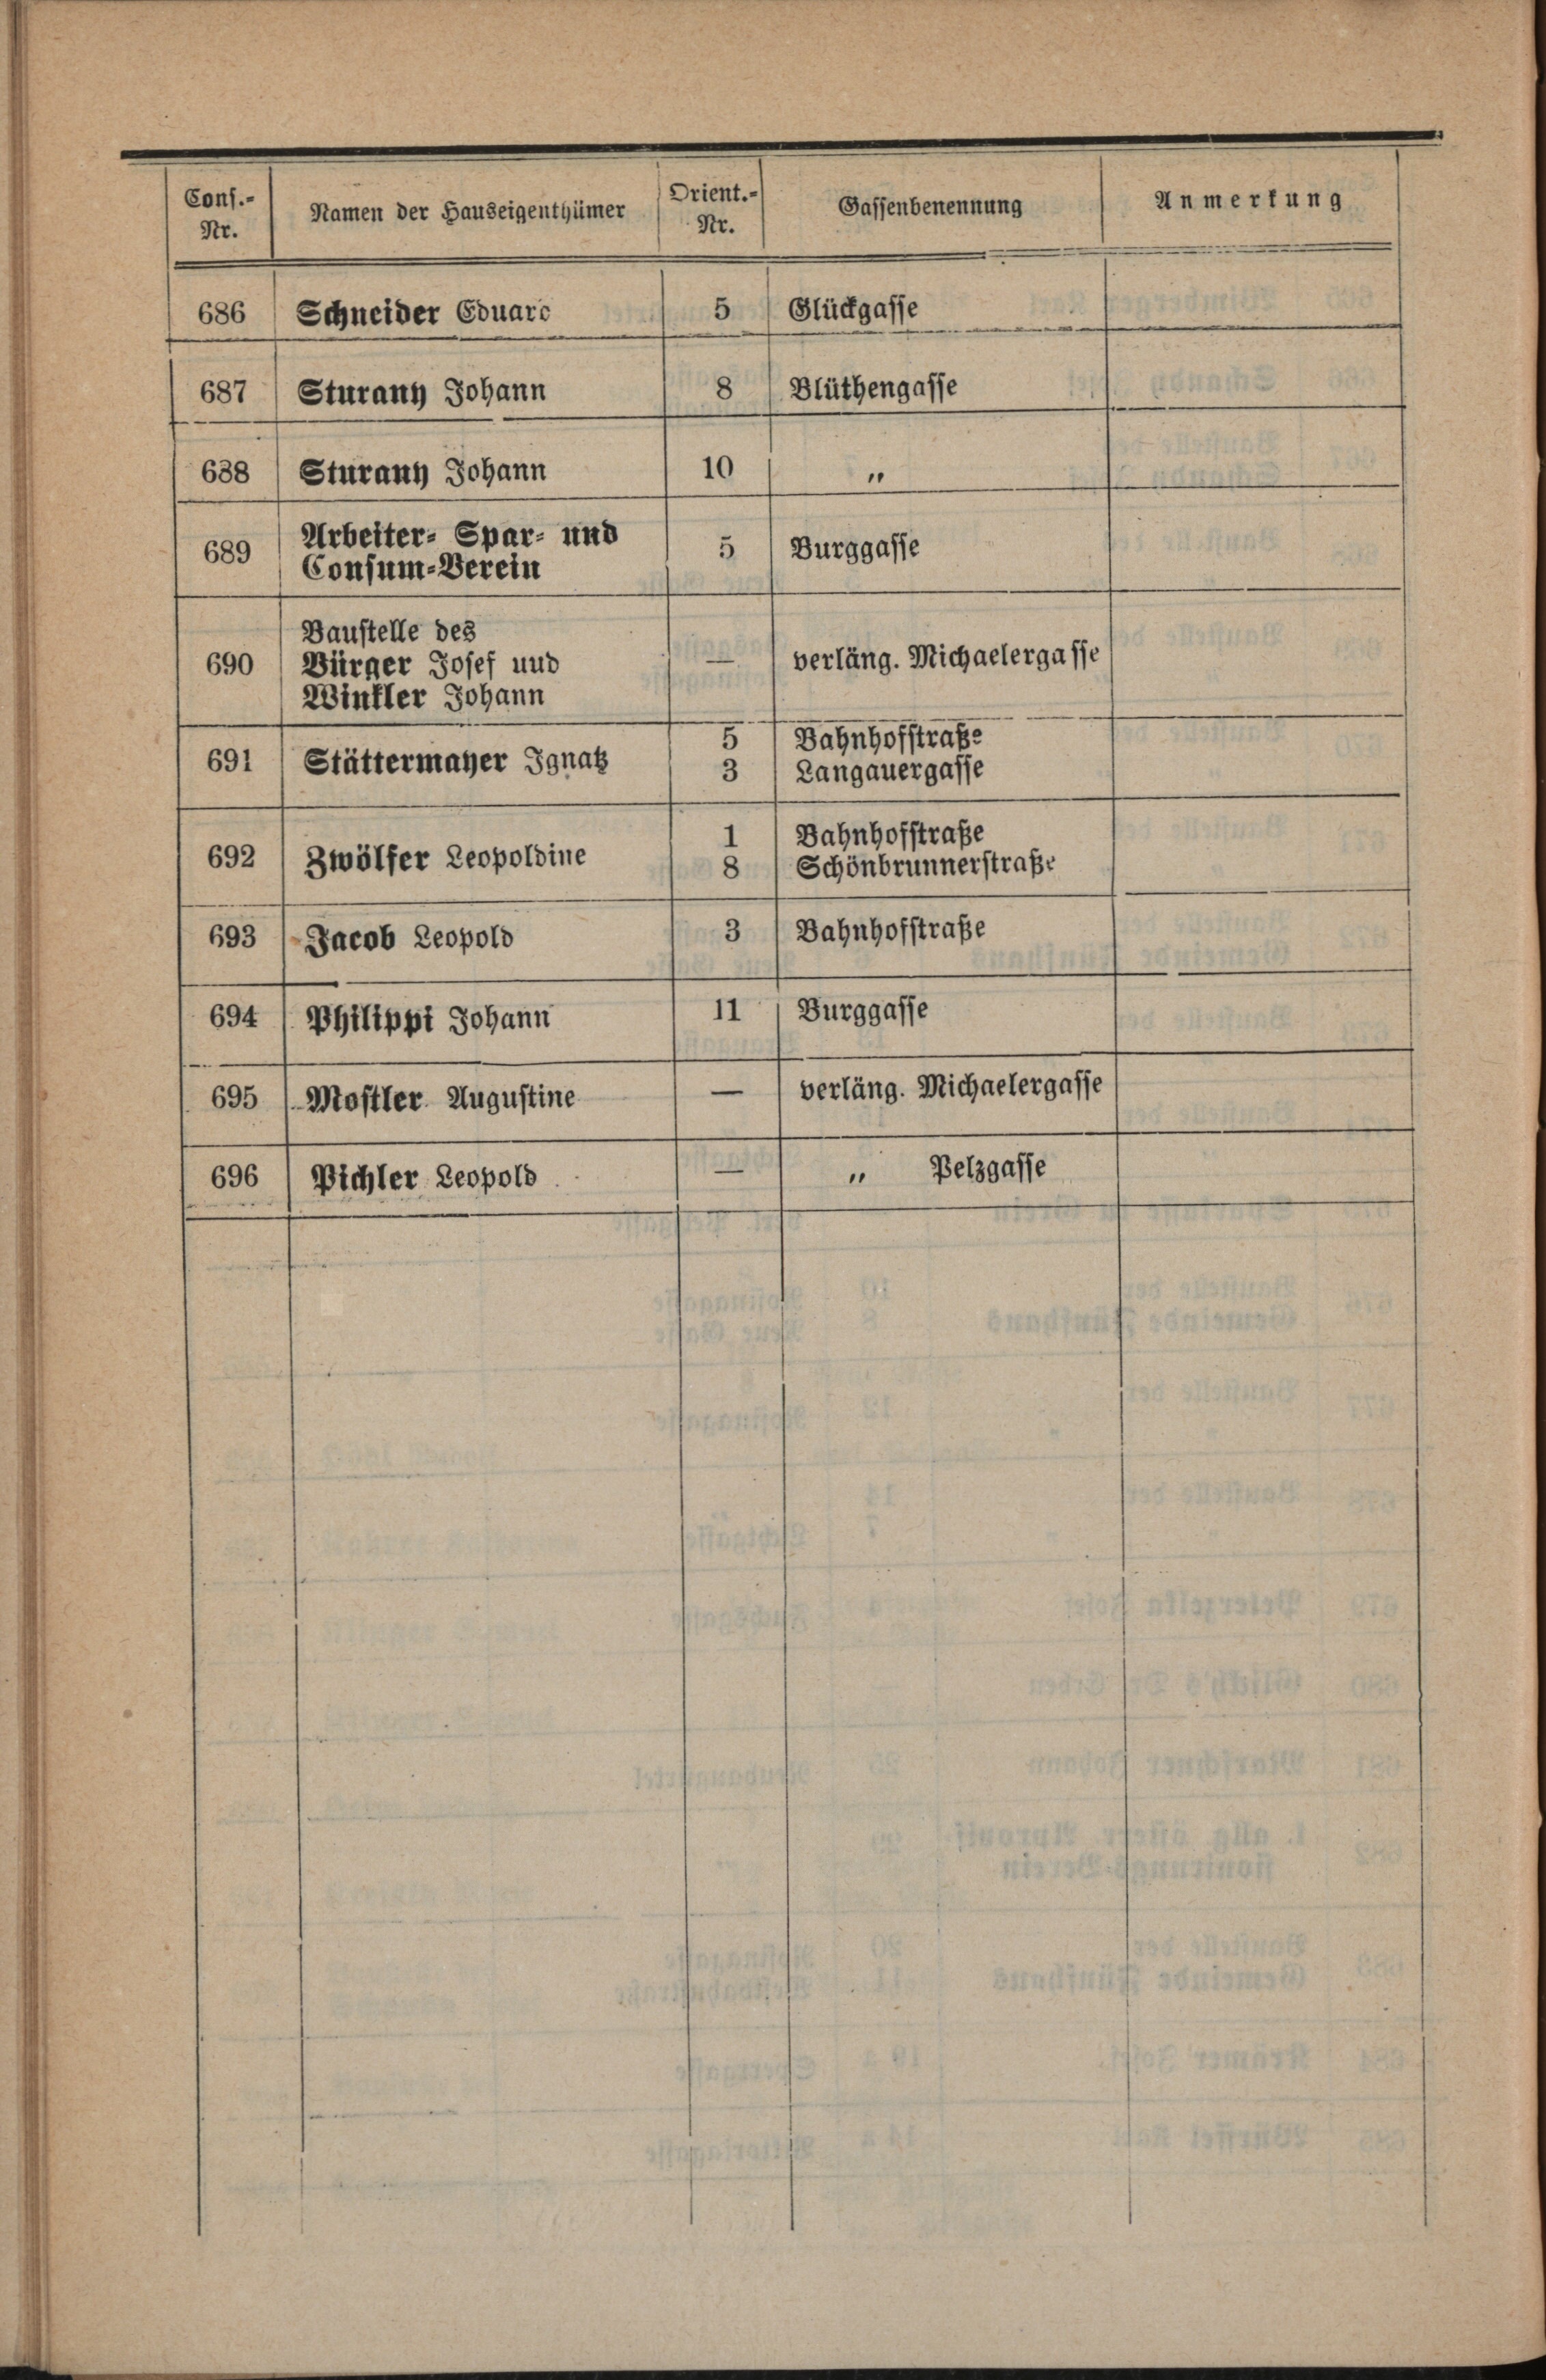 Cons.-Nr. Namen der Hauseigenthümer Orient.-Nr. Gassenbenennung Anmerkung
686 Schneider Eduard 5 Glückgasse
687 Sturany Johann 8 Blüthengasse
688 Sturany Johann 10 „
689 Arbeiter- Spar- und 5 Burggasse
Consum-Verein
Baustelle des
690 Bürger Josef und — verläng. Michaelergasse
Winkler Johann
691 Stättermayer Ignatz 5 Bahnhofstraße
3 Langauergasse
692 Zwölfer Leopoldine 1 Bahnhofstraße
8 Schönbrunnerstraße
693 Jacob Leopold 3 Bahnhofstraße
694 Philippi Johann 11 Burggasse
695 Mostler Augustine — verläng. Michaelergasse
696 Pichler Leopold — „ Pelzgasse